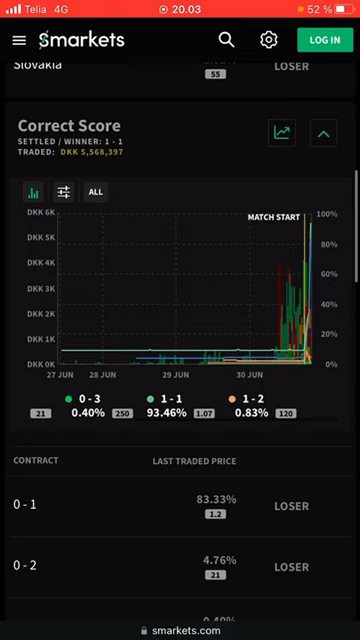 Telia 4G 20.03 52 %
smarkets LOG IN
Slovakia LOSER
55
Correct Score
SETTLED / WINNER: 1 - 1
TRADED: DKK 5,568,397
ALL
MATCH START
DKK 6K 100%
DKK 5K 80%
DKK 4K
DKK 3K 60%
DKK 2K 40%
DKK 1K 20%
DKK 0K 0%
27 JUN 28 JUN 29 JUN 30 JUN
0 - 3 1 - 1 1 - 2
21 0.40% 250 93.46% 1.07 0.83% 120
CONTRACT LAST TRADED PRICE
0 - 1 83.33% LOSER
1.2
0 - 2 4.76% LOSER
21
smarkets.com